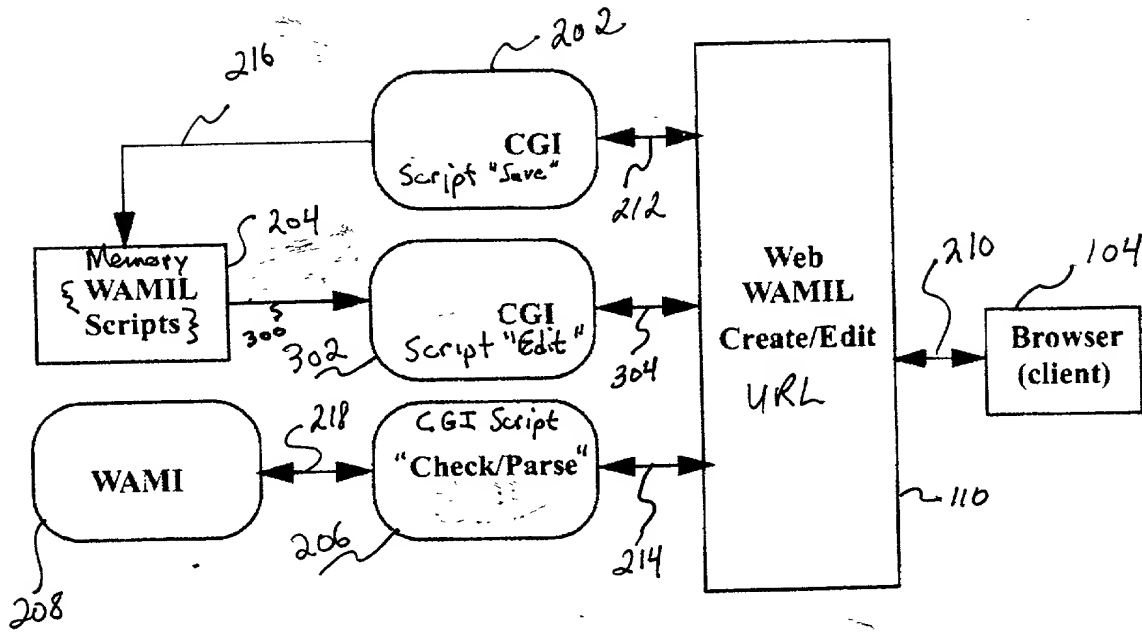 202
216
CGI
Script "Save"
212
204
Memory
{ WAMIL
Scripts }
300
CGI
Script "Edit"
302
304
Web
WAMIL
Create/Edit
URL
210
104
Browser
(client)
110
218
WAMI
208
CGI Script
"Check/Parse"
206
214